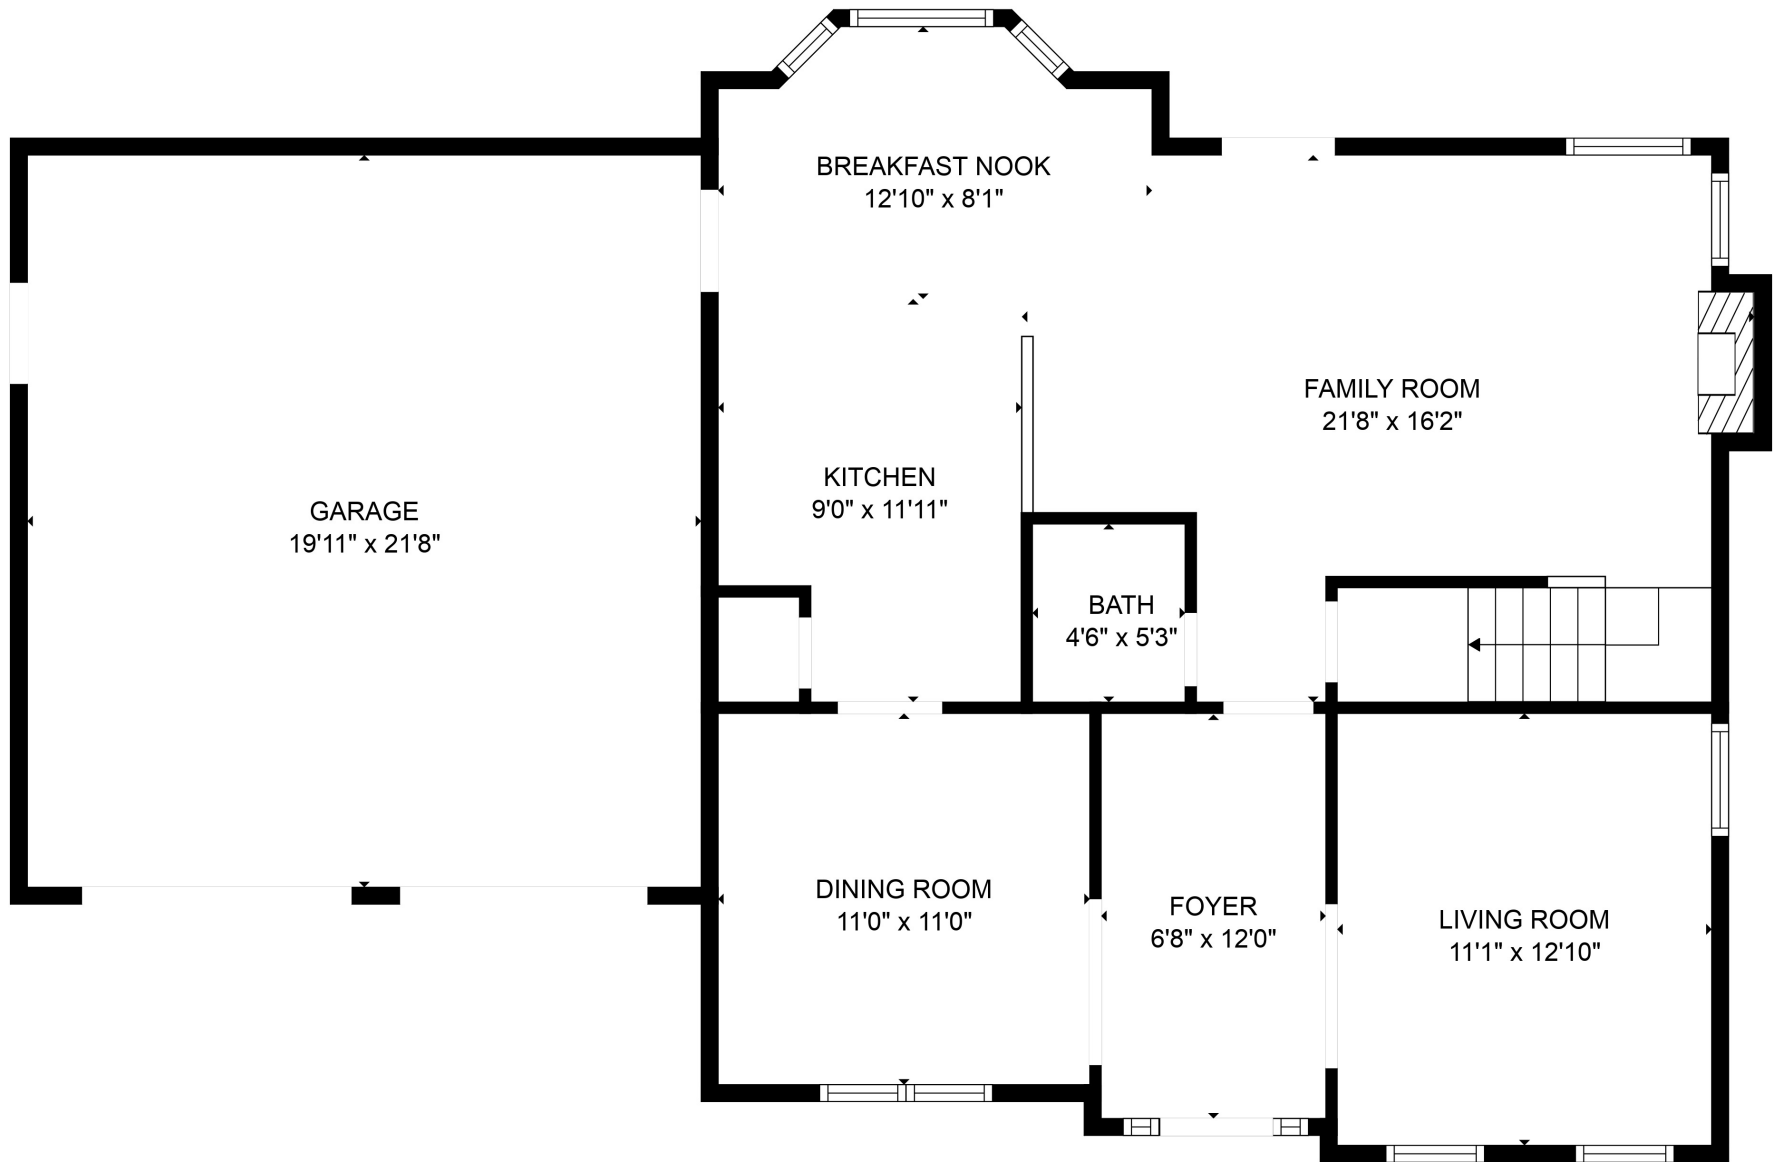 BREAKFAST NOOK
12'10" x 8'1"
FAMILY ROOM
21'8" x 16'2"
KITCHEN
9'0" x 11'11"
GARAGE
19'11" x 21'8"
BATH
4'6" x 5'3"
DINING ROOM
11'0" x 11'0"
FOYER
6'8" x 12'0"
LIVING ROOM
11'1" x 12'10"